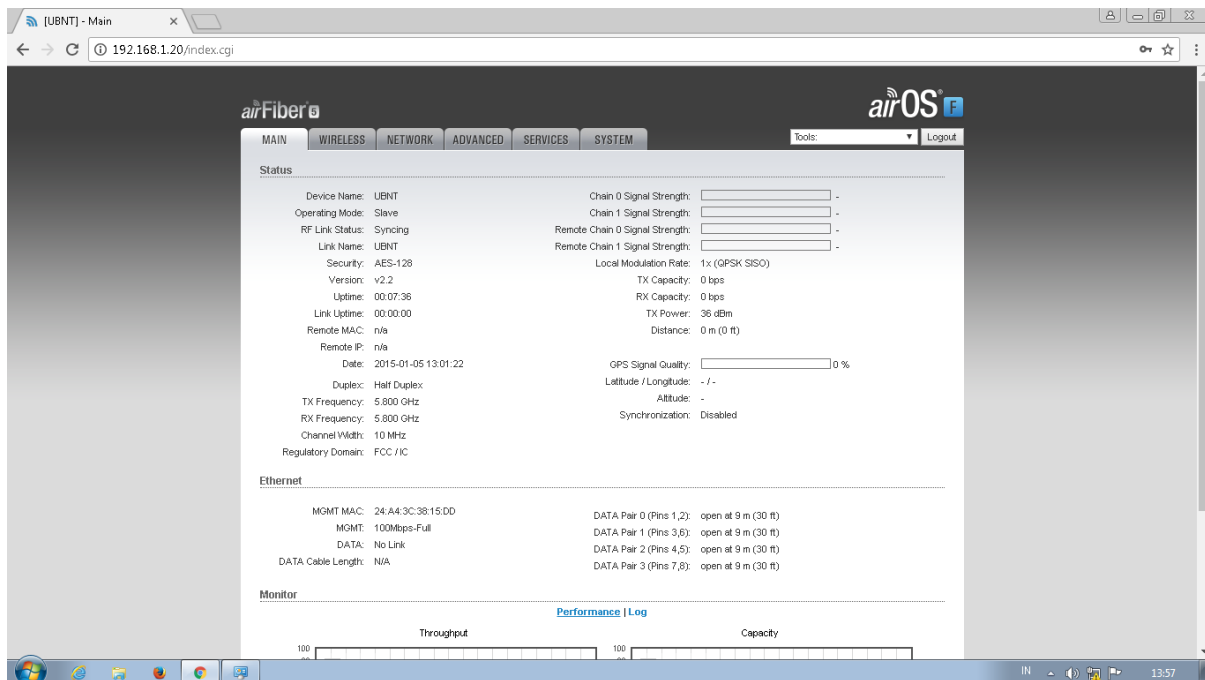 [UBNT] - Main
192.168.1.20/index.cgi
airFiber 5
airOS F
MAIN WIRELESS NETWORK ADVANCED SERVICES SYSTEM Tools: Logout
Status
Device Name: UBNT Chain 0 Signal Strength: -
Operating Mode: Slave Chain 1 Signal Strength: -
RF Link Status: Syncing Remote Chain 0 Signal Strength: -
Link Name: UBNT Remote Chain 1 Signal Strength: -
Security: AES-128 Local Modulation Rate: 1x (QPSK SISO)
Version: v2.2 TX Capacity: 0 bps
Uptime: 00:07:36 RX Capacity: 0 bps
Link Uptime: 00:00:00 TX Power: 36 dBm
Remote MAC: n/a Distance: 0 m (0 ft)
Remote IP: n/a
Date: 2015-01-05 13:01:22 GPS Signal Quality: 0 %
Duplex: Half Duplex Latitude / Longitude: - / -
TX Frequency: 5.800 GHz Altitude: -
RX Frequency: 5.800 GHz Synchronization: Disabled
Channel Width: 10 MHz
Regulatory Domain: FCC / IC
Ethernet
MGMT MAC: 24:A4:3C:38:15:DD DATA Pair 0 (Pins 1,2): open at 9 m (30 ft)
MGMT: 100Mbps-Full DATA Pair 1 (Pins 3,6): open at 9 m (30 ft)
DATA: No Link DATA Pair 2 (Pins 4,5): open at 9 m (30 ft)
DATA Cable Length: N/A DATA Pair 3 (Pins 7,8): open at 9 m (30 ft)
Monitor
Performance | Log
Throughput Capacity
100 100
IN 13:57